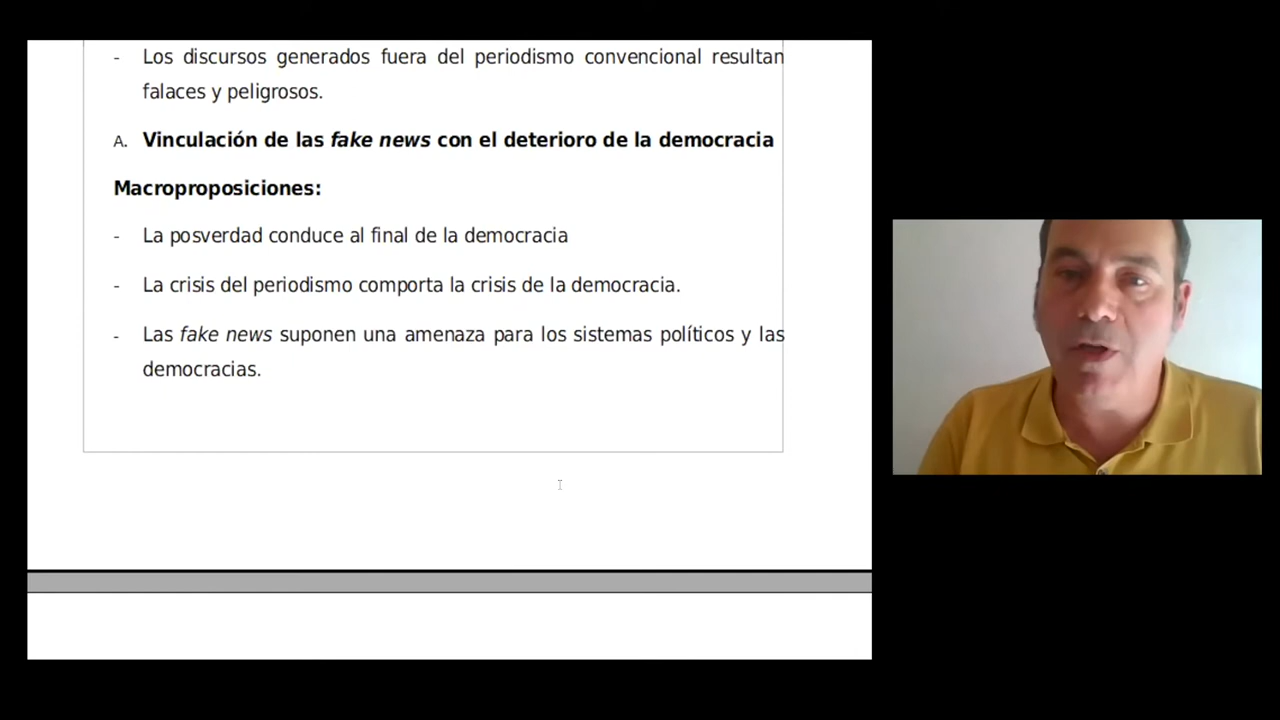 - Los discursos generados fuera del periodismo convencional resultan
falaces y peligrosos.
A. Vinculación de las fake news con el deterioro de la democracia
Macroproposiciones:
- La posverdad conduce al final de la democracia
- La crisis del periodismo comporta la crisis de la democracia.
- Las fake news suponen una amenaza para los sistemas políticos y las
democracias.